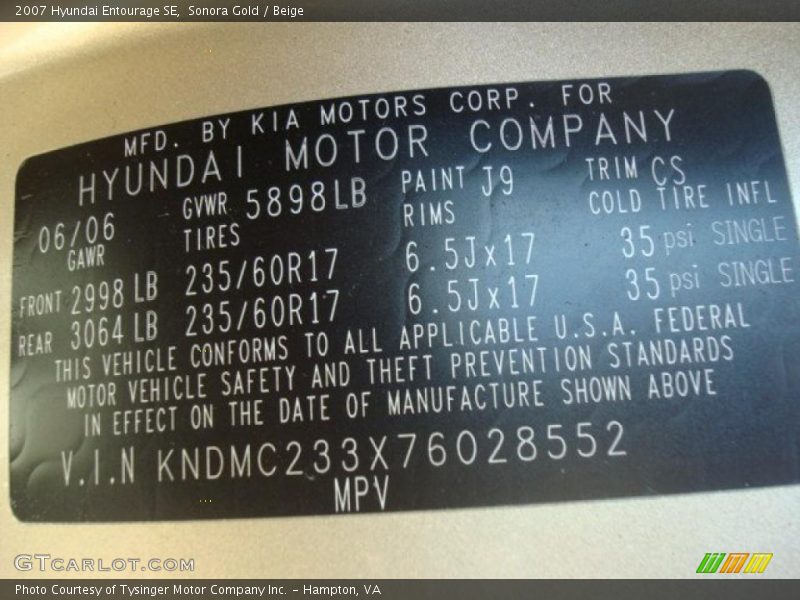 2007 Hyundai Entourage SE, Sonora Gold / Beige
MFD. BY KIA MOTORS CORP. FOR
HYUNDAI MOTOR COMPANY
06/06 GVWR 5898LB PAINT J9 TRIM CS
GAWR TIRES RIMS COLD TIRE INFL
FRONT 2998 LB 235/60R17 6.5Jx17 35 psi SINGLE
REAR 3064 LB 235/60R17 6.5Jx17 35 psi SINGLE
THIS VEHICLE CONFORMS TO ALL APPLICABLE U.S.A. FEDERAL
MOTOR VEHICLE SAFETY AND THEFT PREVENTION STANDARDS
IN EFFECT ON THE DATE OF MANUFACTURE SHOWN ABOVE
V.I.N KNDMC233X76028552
MPV
GTCARLOT.COM
Photo Courtesy of Tysinger Motor Company Inc. - Hampton, VA